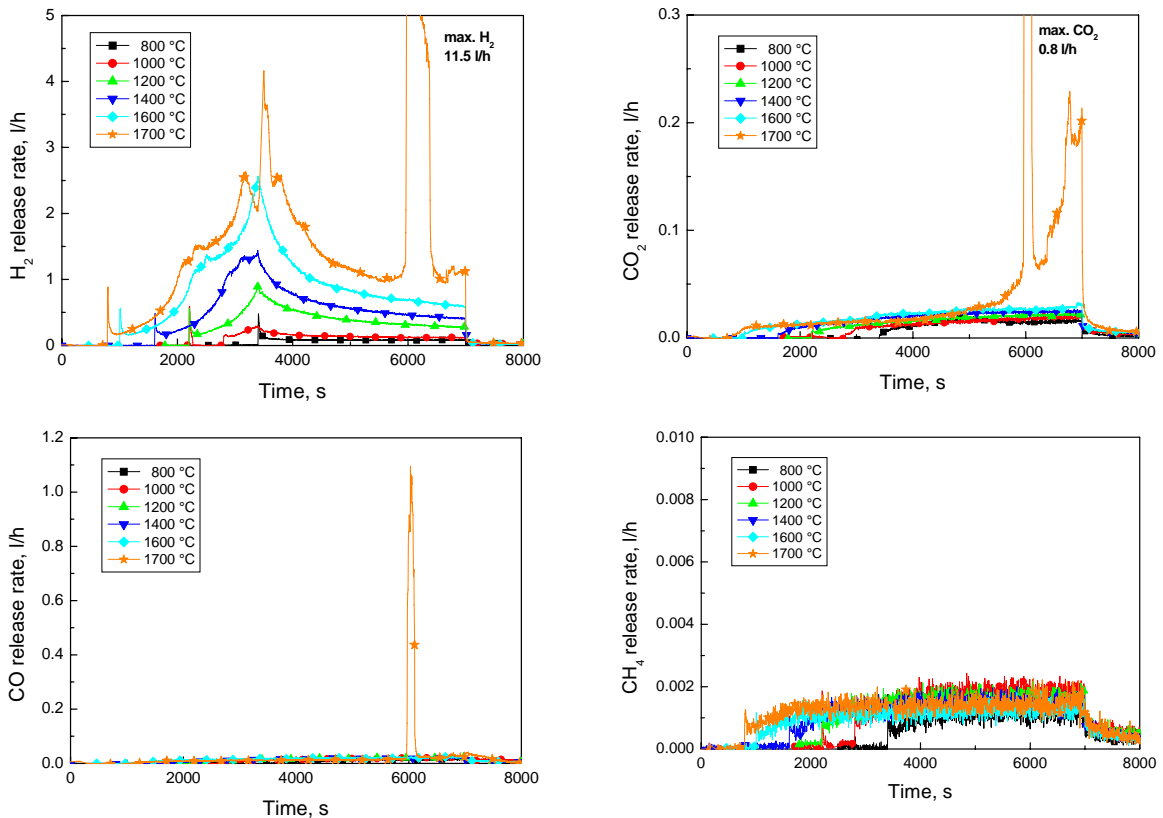 5
4
3
2
1
0
0
2000
4000
6000
8000
H2 release rate, l/h
Time, s
800 °C
1000 °C
1200 °C
1400 °C
1600 °C
1700 °C
max. H2
11.5 l/h
0.3
0.2
0.1
0.0
0
2000
4000
6000
8000
CO2 release rate, l/h
Time, s
800 °C
1000 °C
1200 °C
1400 °C
1600 °C
1700 °C
max. CO2
0.8 l/h
1.2
1.0
0.8
0.6
0.4
0.2
0.0
0
2000
4000
6000
8000
CO release rate, l/h
Time, s
800 °C
1000 °C
1200 °C
1400 °C
1600 °C
1700 °C
0.010
0.008
0.006
0.004
0.002
0.000
0
2000
4000
6000
8000
CH4 release rate, l/h
Time, s
800 °C
1000 °C
1200 °C
1400 °C
1600 °C
1700 °C